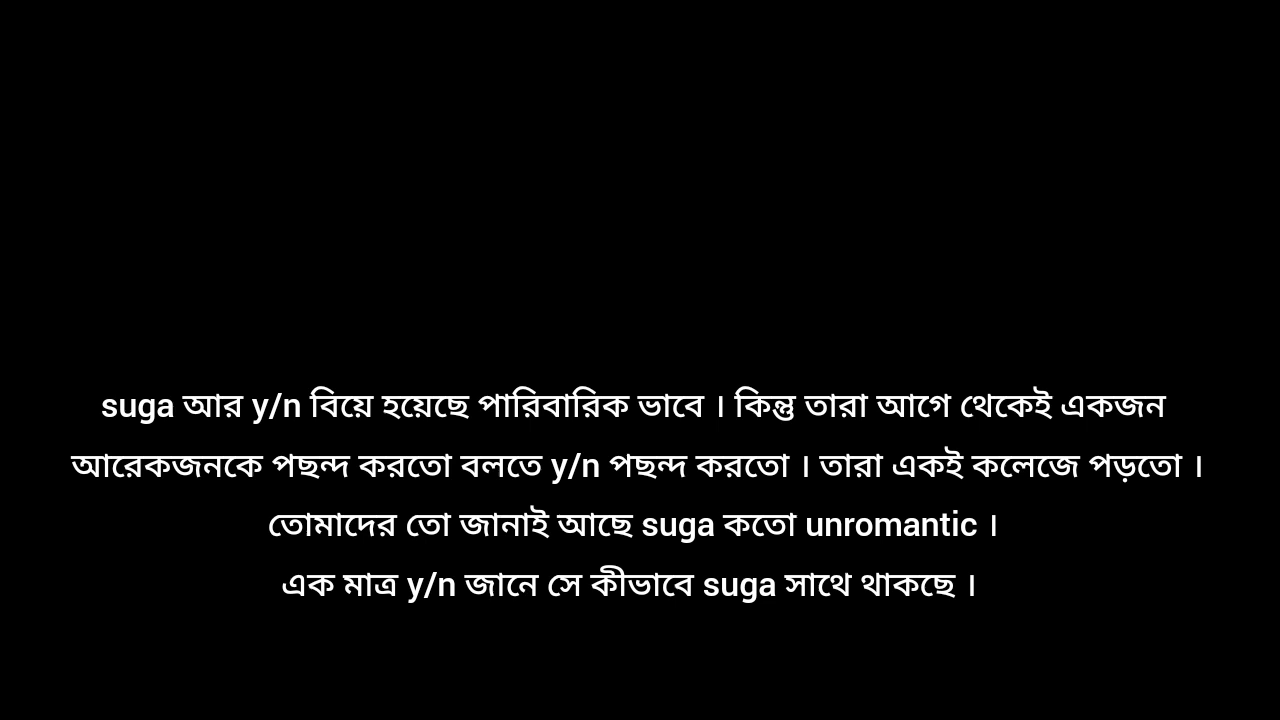 suga আর y/n বিয়ে হয়েছে পারিবারিক ভাবে । কিন্তু তারা আগে থেকেই একজন
আরেকজনকে পছন্দ করতো বলতে y/n পছন্দ করতো । তারা একই কলেজে পড়তো ।
তোমাদের তো জানাই আছে suga কতো unromantic ।
এক মাত্র y/n জানে সে কীভাবে suga সাথে থাকছে ।